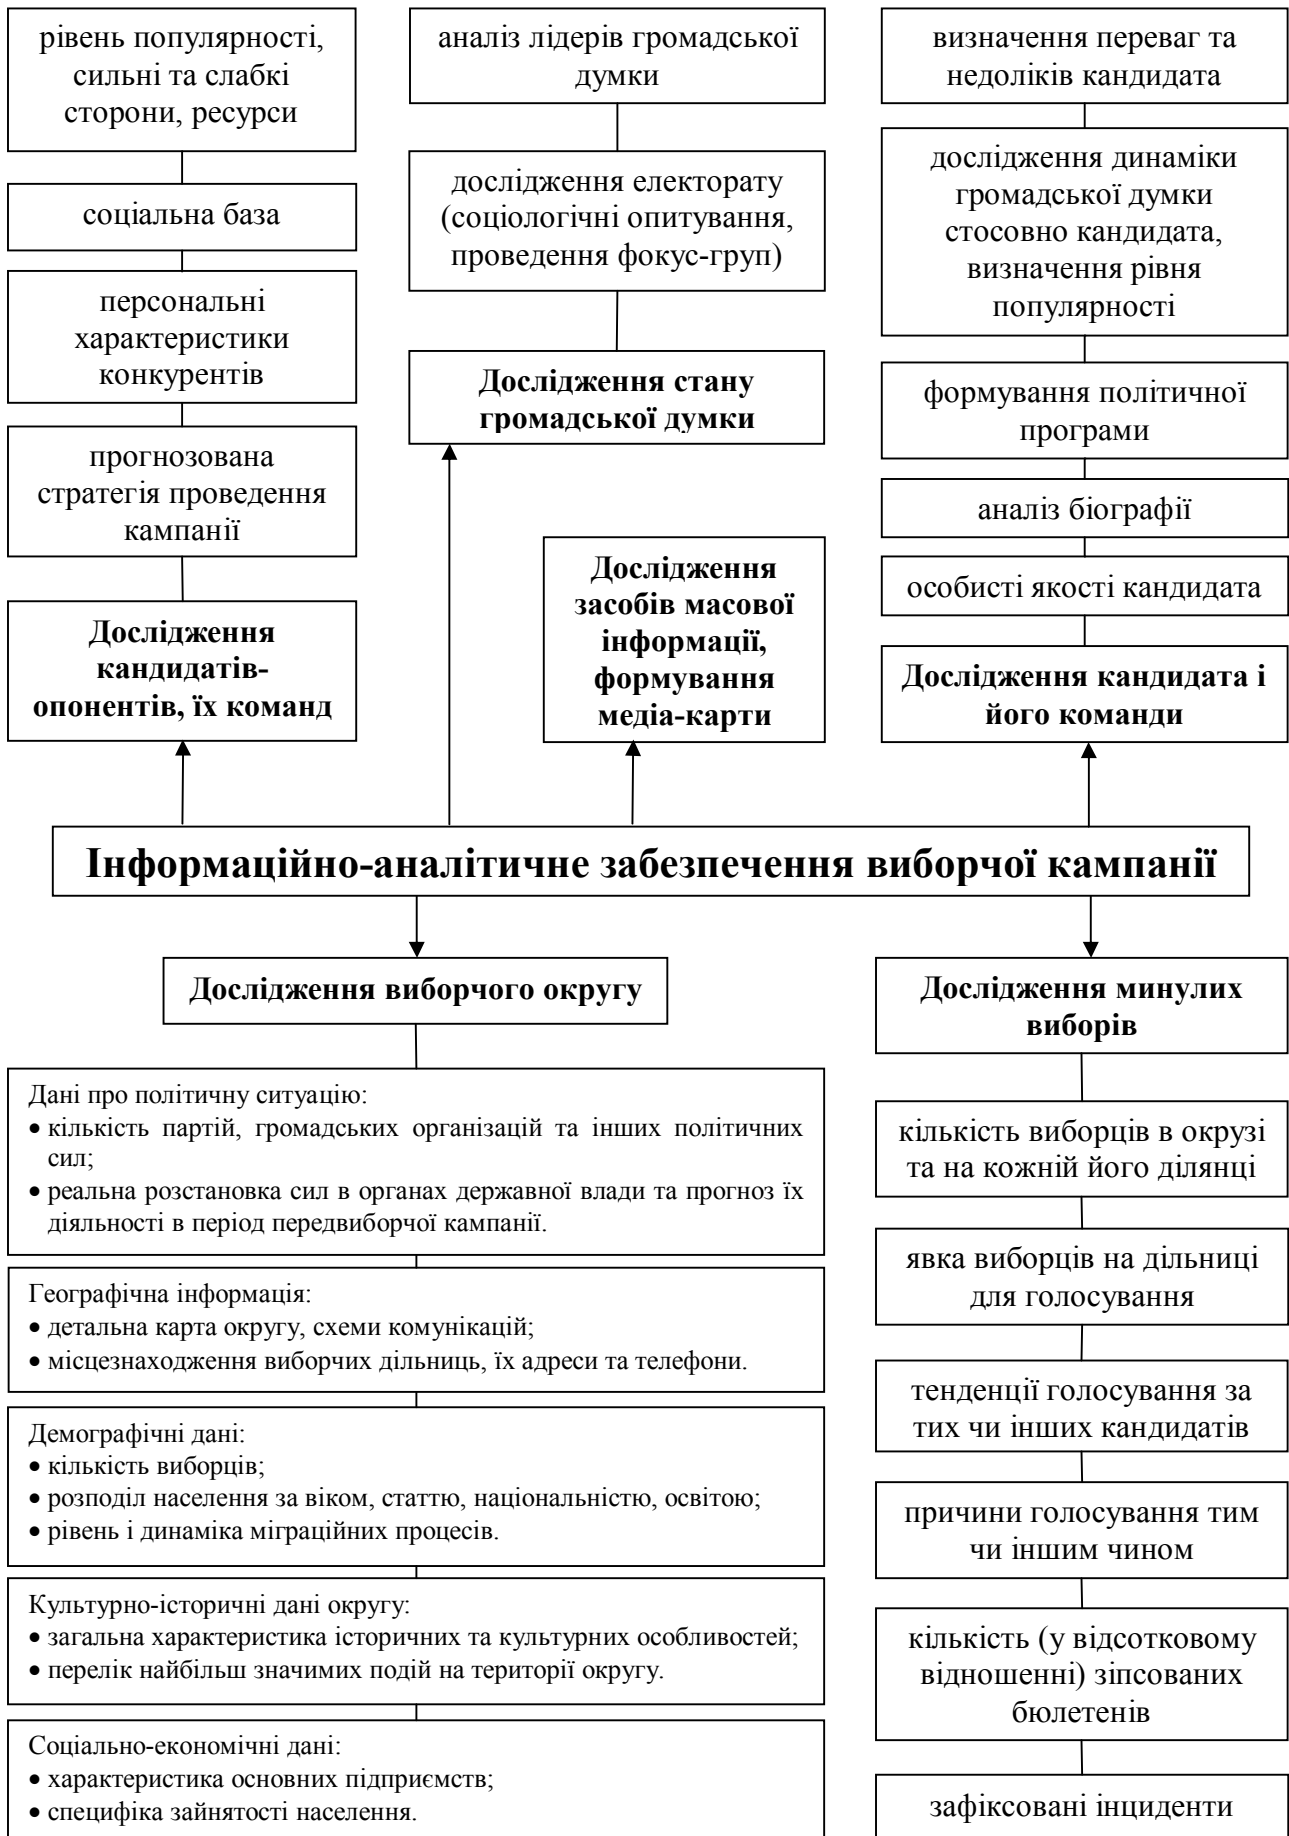 рівень популярності,
сильні та слабкі
сторони, ресурси
соціальна база
персональні
характеристики
конкурентів
прогнозована
стратегія проведення
кампанії
Дослідження
кандидатів-
опонентів, їх команд
аналіз лідерів громадської
думки
дослідження електорату
(соціологічні опитування,
проведення фокус-груп)
Дослідження стану
громадської думки
Дослідження
засобів масової
інформації,
формування
медіа-карти
визначення переваг та
недоліків кандидата
дослідження динаміки
громадської думки
стосовно кандидата,
визначення рівня
популярності
формування політичної
програми
аналіз біографії
особисті якості кандидата
Дослідження кандидата і
його команди
Інформаційно-аналітичне забезпечення виборчої кампанії
Дослідження виборчого округу
Дані про політичну ситуацію:
• кількість партій, громадських організацій та інших політичних
сил;
• реальна розстановка сил в органах державної влади та прогноз їх
діяльності в період передвиборчої кампанії.
Географічна інформація:
• детальна карта округу, схеми комунікацій;
• місцезнаходження виборчих дільниць, їх адреси та телефони.
Демографічні дані:
• кількість виборців;
• розподіл населення за віком, статтю, національністю, освітою;
• рівень і динаміка міграційних процесів.
Культурно-історичні дані округу:
• загальна характеристика історичних та культурних особливостей;
• перелік найбільш значимих подій на території округу.
Соціально-економічні дані:
• характеристика основних підприємств;
• специфіка зайнятості населення.
Дослідження минулих
виборів
кількість виборців в окрузі
та на кожній його ділянці
явка виборців на дільниці
для голосування
тенденції голосування за
тих чи інших кандидатів
причини голосування тим
чи іншим чином
кількість (у відсотковому
відношенні) зіпсованих
бюлетенів
зафіксовані інциденти